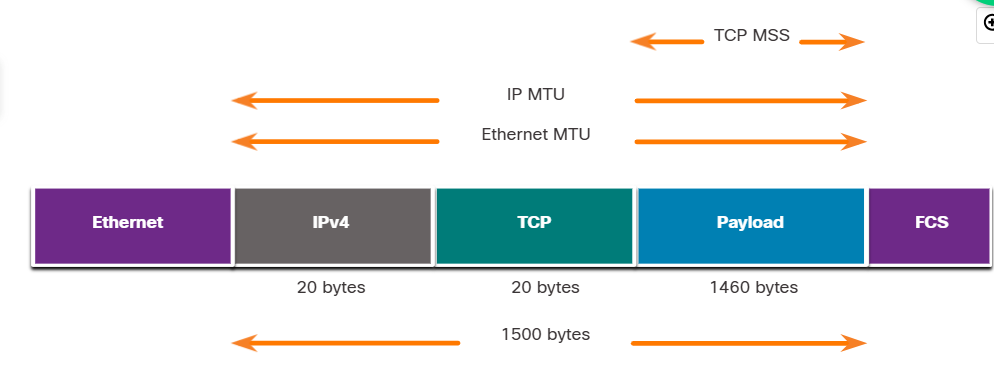 TCP MSS
IP MTU
Ethernet MTU
Ethernet IPv4 TCP Payload FCS
20 bytes 20 bytes 1460 bytes
1500 bytes